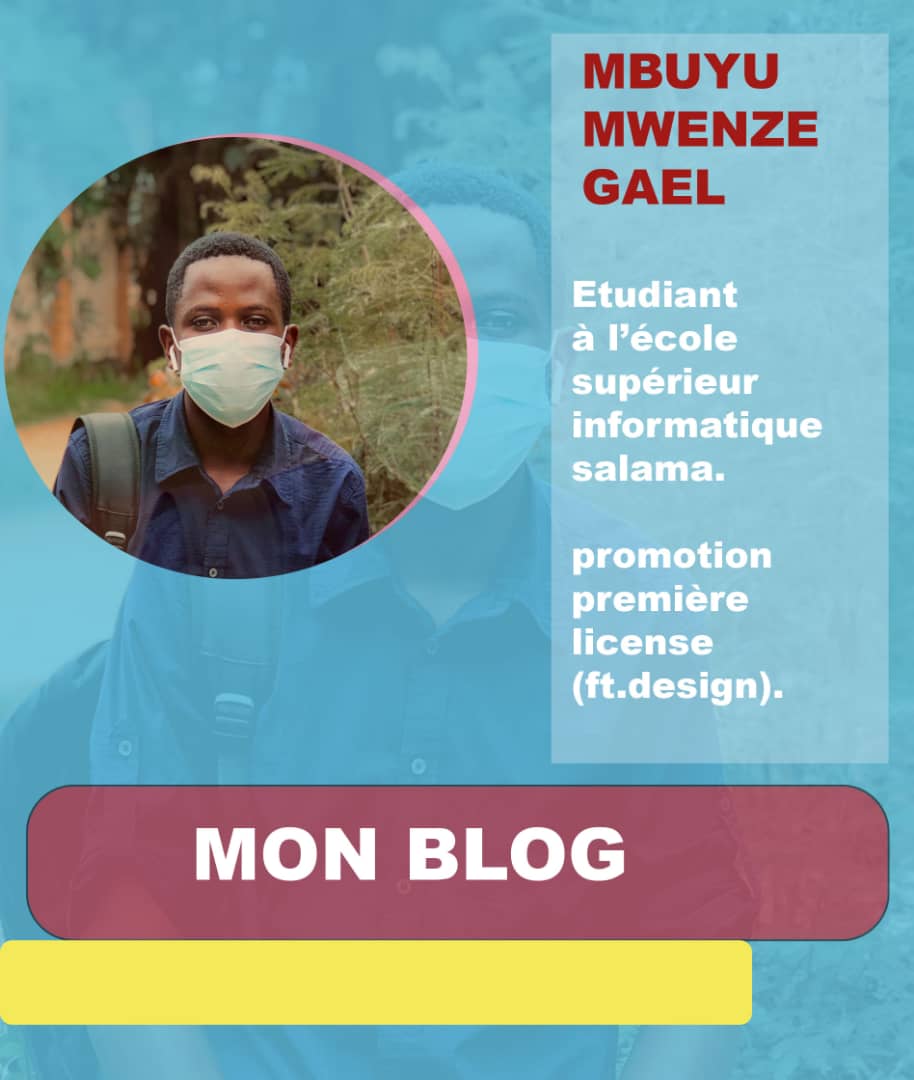 MBUYU
MWENZE
GAEL
Etudiant
à l’école
supérieur
informatique
salama.
promotion
première
license
(ft.design).
MON BLOG